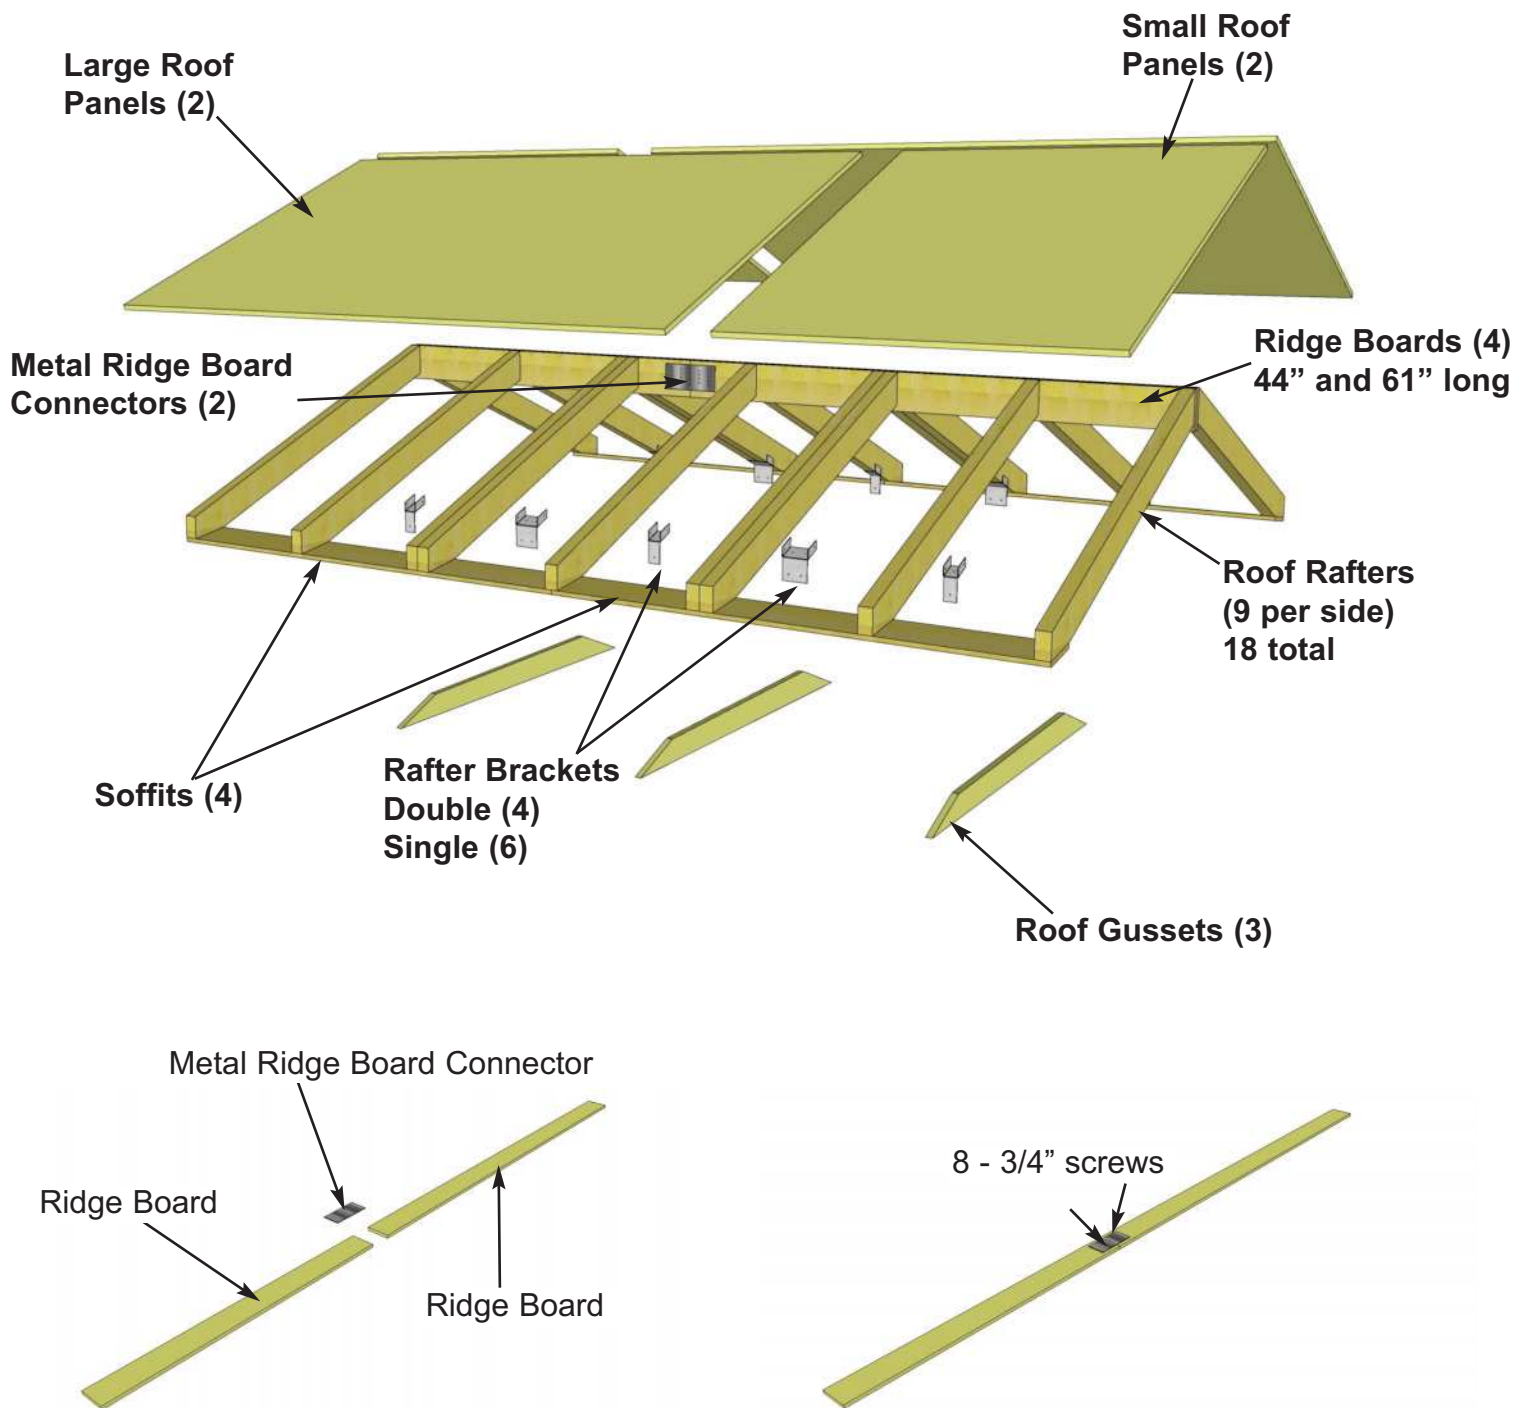 Large Roof
Panels (2)
Small Roof
Panels (2)
Metal Ridge Board
Connectors (2)
Ridge Boards (4)
44” and 61” long
Roof Rafters
(9 per side)
18 total
Soffits (4)
Rafter Brackets
Double (4)
Single (6)
Roof Gussets (3)
Metal Ridge Board Connector
Ridge Board
Ridge Board
8 - 3/4” screws